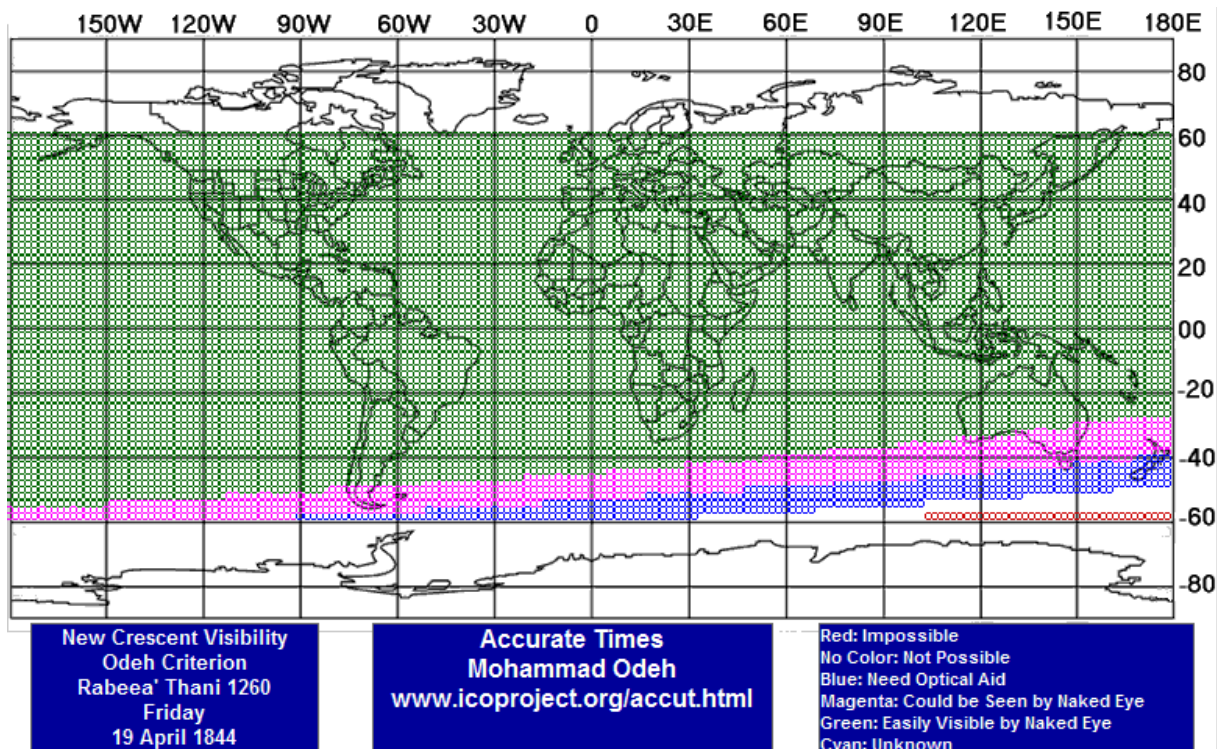 150W 120W 90W 60W 30W 0 30E 60E 90E 120E 150E 180E
80
60
40
20
00
-20
-40
-60
-80
New Crescent Visibility
Odeh Criterion
Rabeea' Thani 1260
Friday
19 April 1844
Accurate Times
Mohammad Odeh
www.icoproject.org/accut.html
Red: Impossible
No Color: Not Possible
Blue: Need Optical Aid
Magenta: Could be Seen by Naked Eye
Green: Easily Visible by Naked Eye
Cyan: Unknown